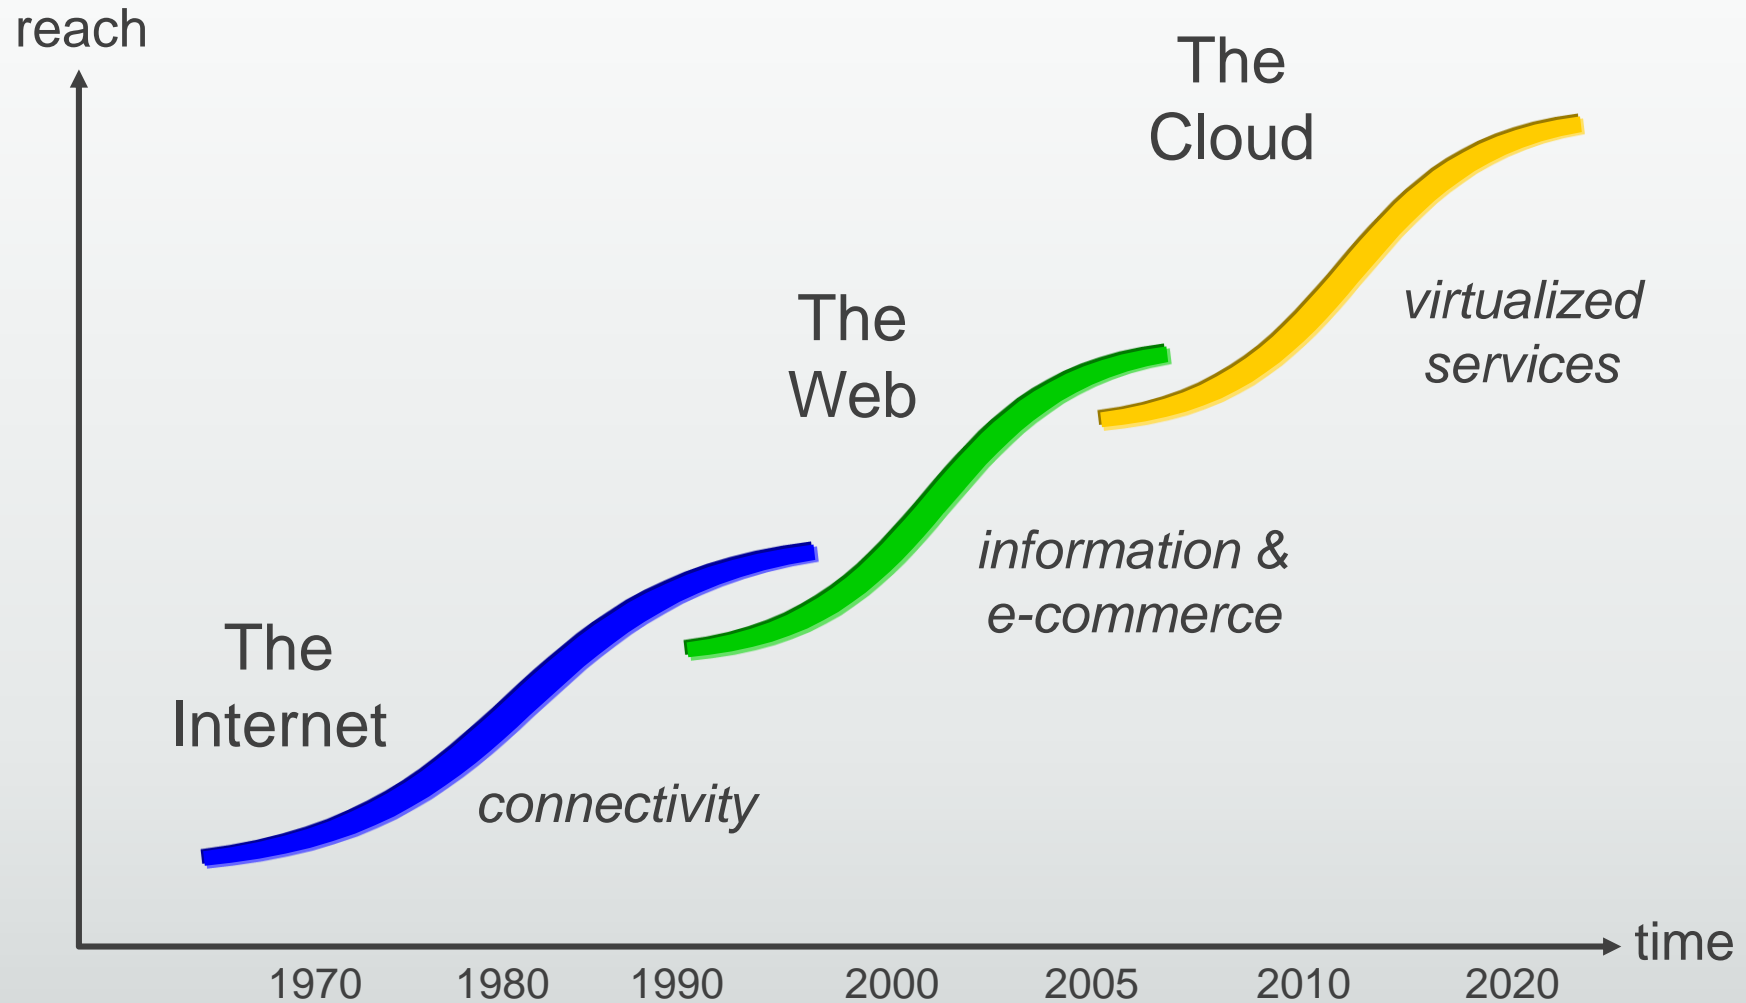 reach
The
Cloud
The
Web
virtualized
services
information &
e-commerce
The
Internet
connectivity
time
1970 1980 1990 2000 2005 2010 2020